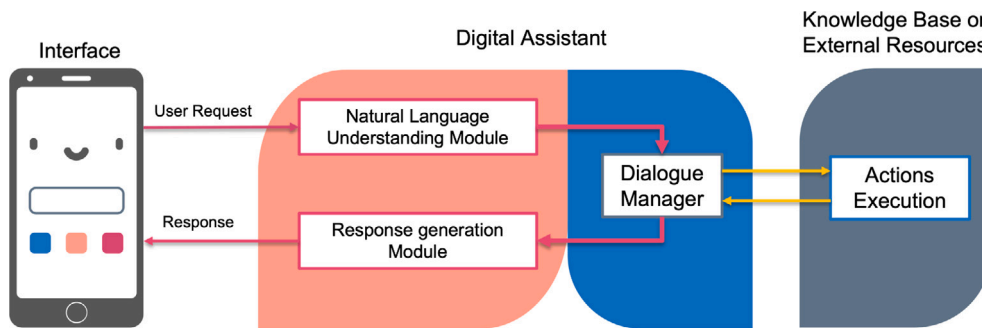 Interface
Digital Assistant
Knowledge Base or
External Resources
User Request
Natural Language
Understanding Module
Dialogue
Manager
Actions
Execution
Response
Response generation
Module